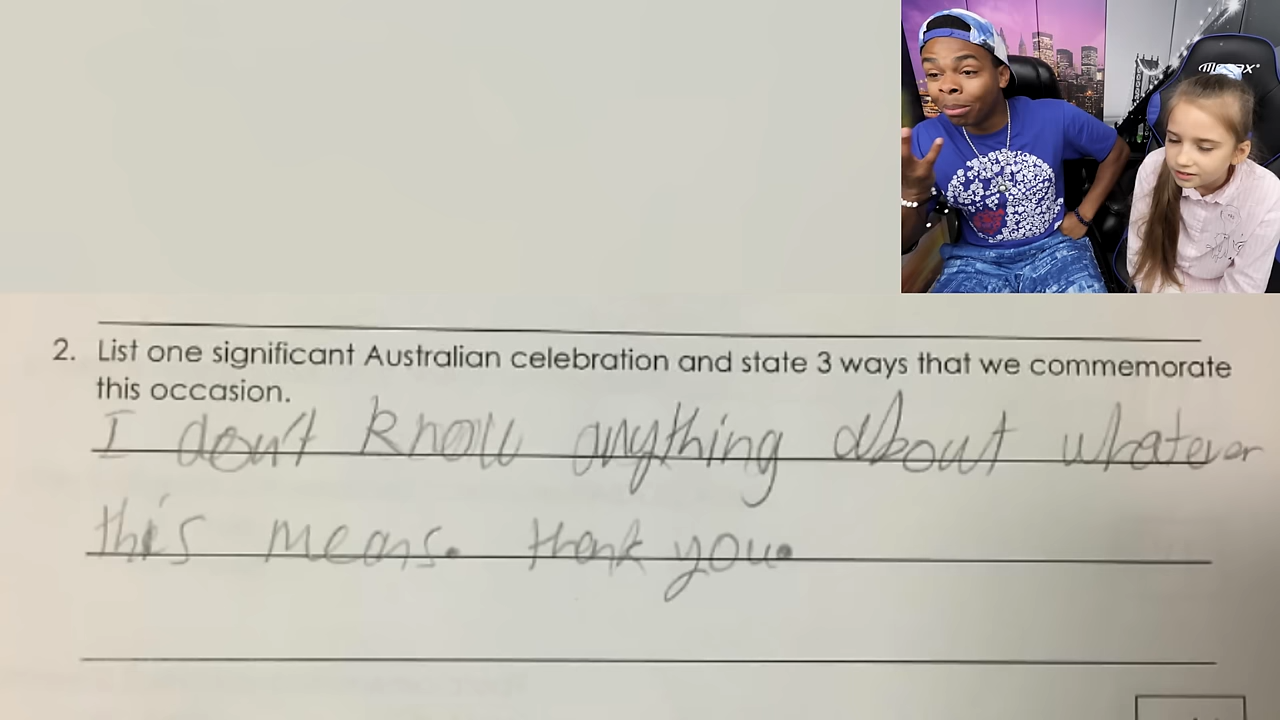 2. List one significant Australian celebration and state 3 ways that we commemorate
this occasion.
I don't know anything about whatever
this means. thank you.